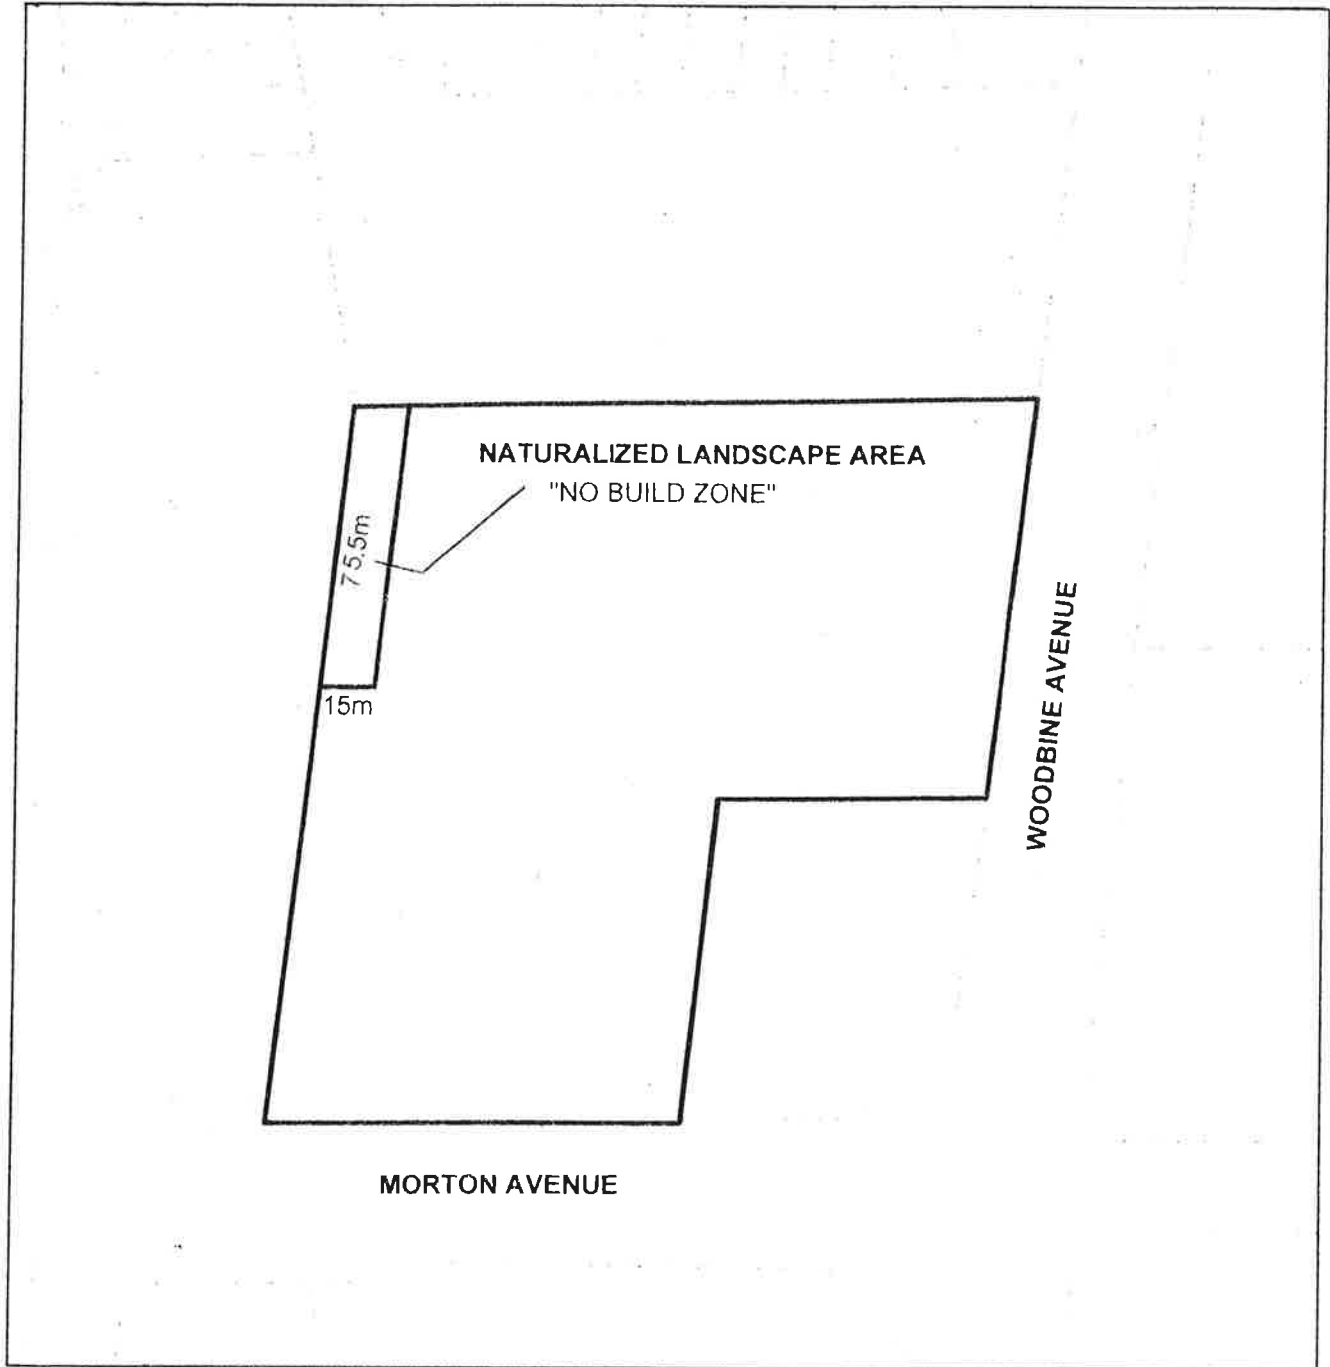 NATURALIZED LANDSCAPE AREA
"NO BUILD ZONE"
75.5m
15m
WOODBINE AVENUE
MORTON AVENUE